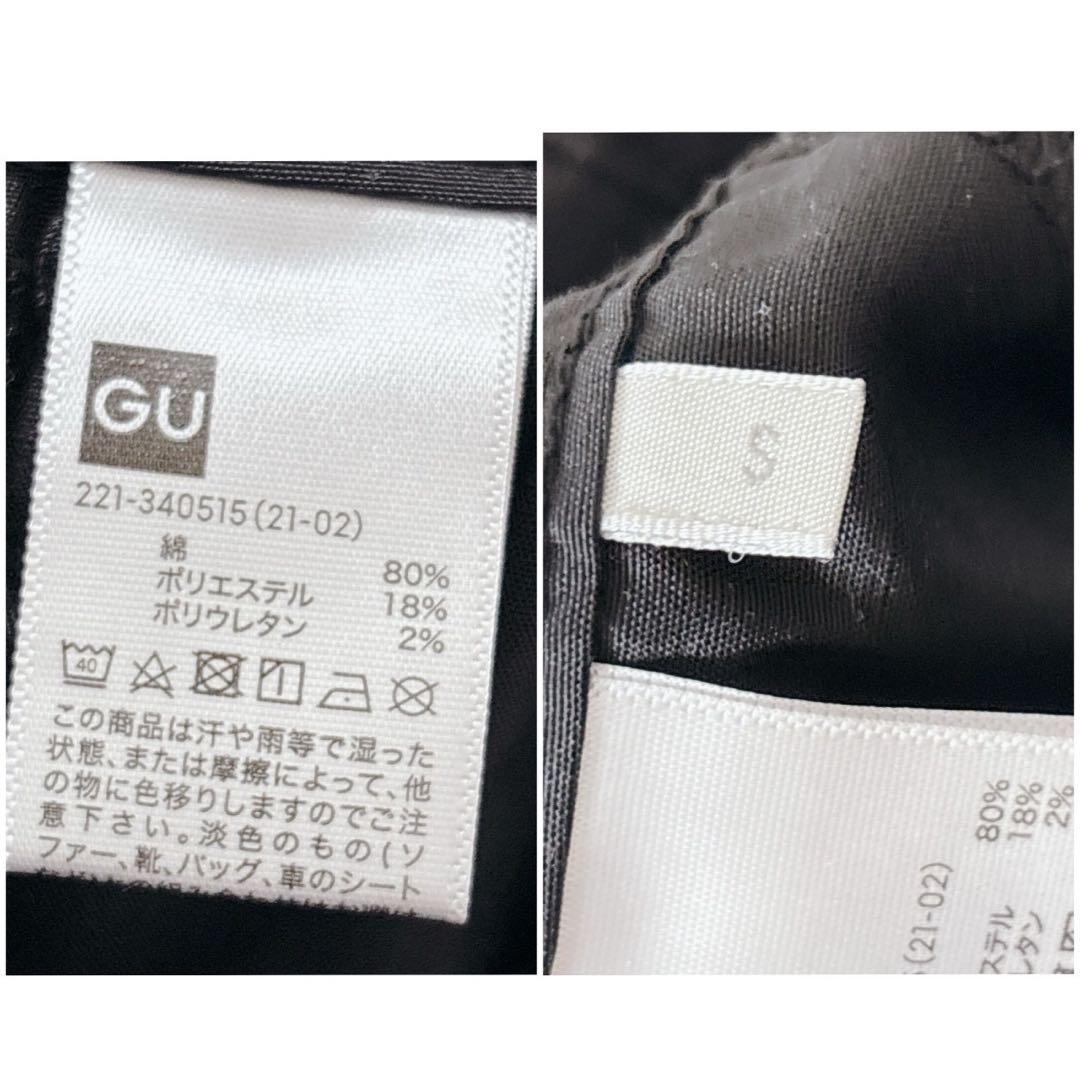 GU
221-340515(21-02)
綿 80%
ポリエステル 18%
ポリウレタン 2%
40
この商品は汗や雨等で湿った
状態、または摩擦によって、他
の物に色移りしますのでご注
意下さい。淡色のもの(ソ
ファー、靴、バッグ、車のシート
S
80%
18%
2%
(21-02)
ステル
レタン